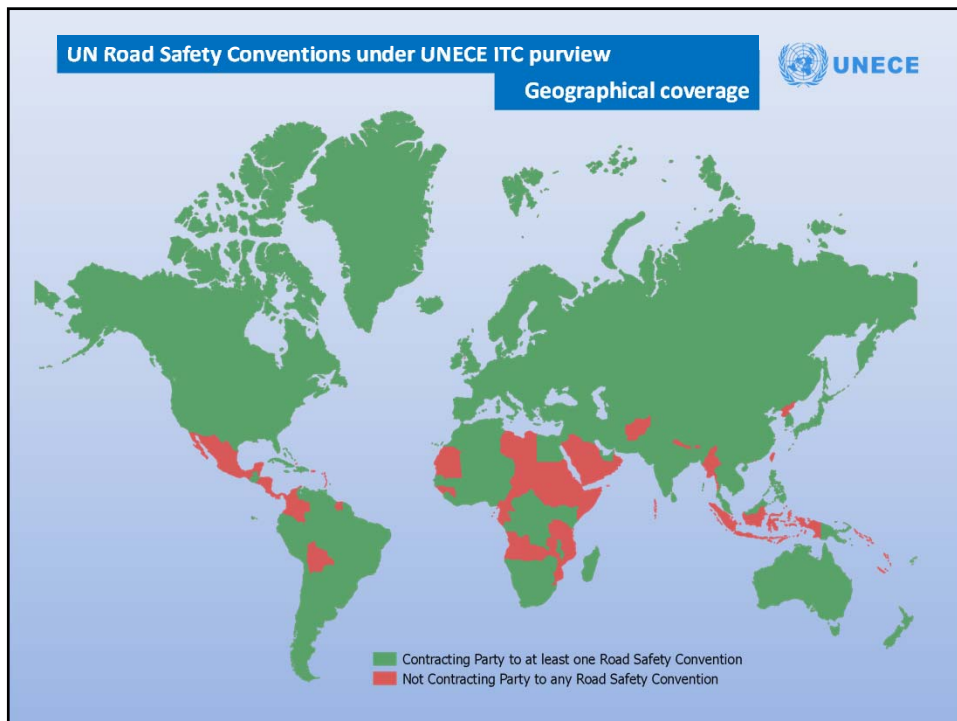 UN Road Safety Conventions under UNECE ITC purview
Geographical coverage
UNECE
Contracting Party to at least one Road Safety Convention
Not Contracting Party to any Road Safety Convention